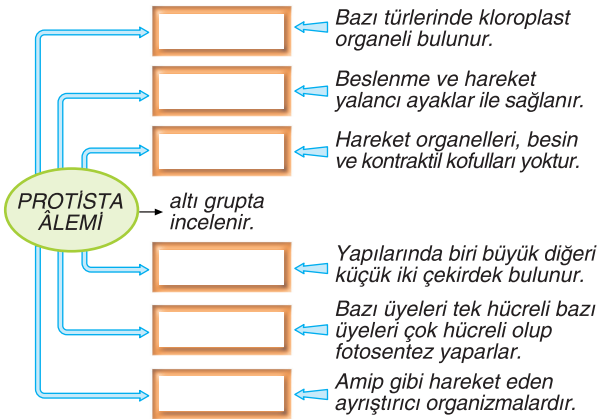 Bazı türlerinde kloroplast
organeli bulunur.
Beslenme ve hareket
yalancı ayaklar ile sağlanır.
Hareket organelleri, besin
ve kontraktil kofulları yoktur.
PROTİSTA
ÂLEMİ
altı grupta
incelenir.
Yapılarında biri büyük diğeri
küçük iki çekirdek bulunur.
Bazı üyeleri tek hücreli bazı
üyeleri çok hücreli olup
fotosentez yaparlar.
Amip gibi hareket eden
ayrıştırıcı organizmalardır.